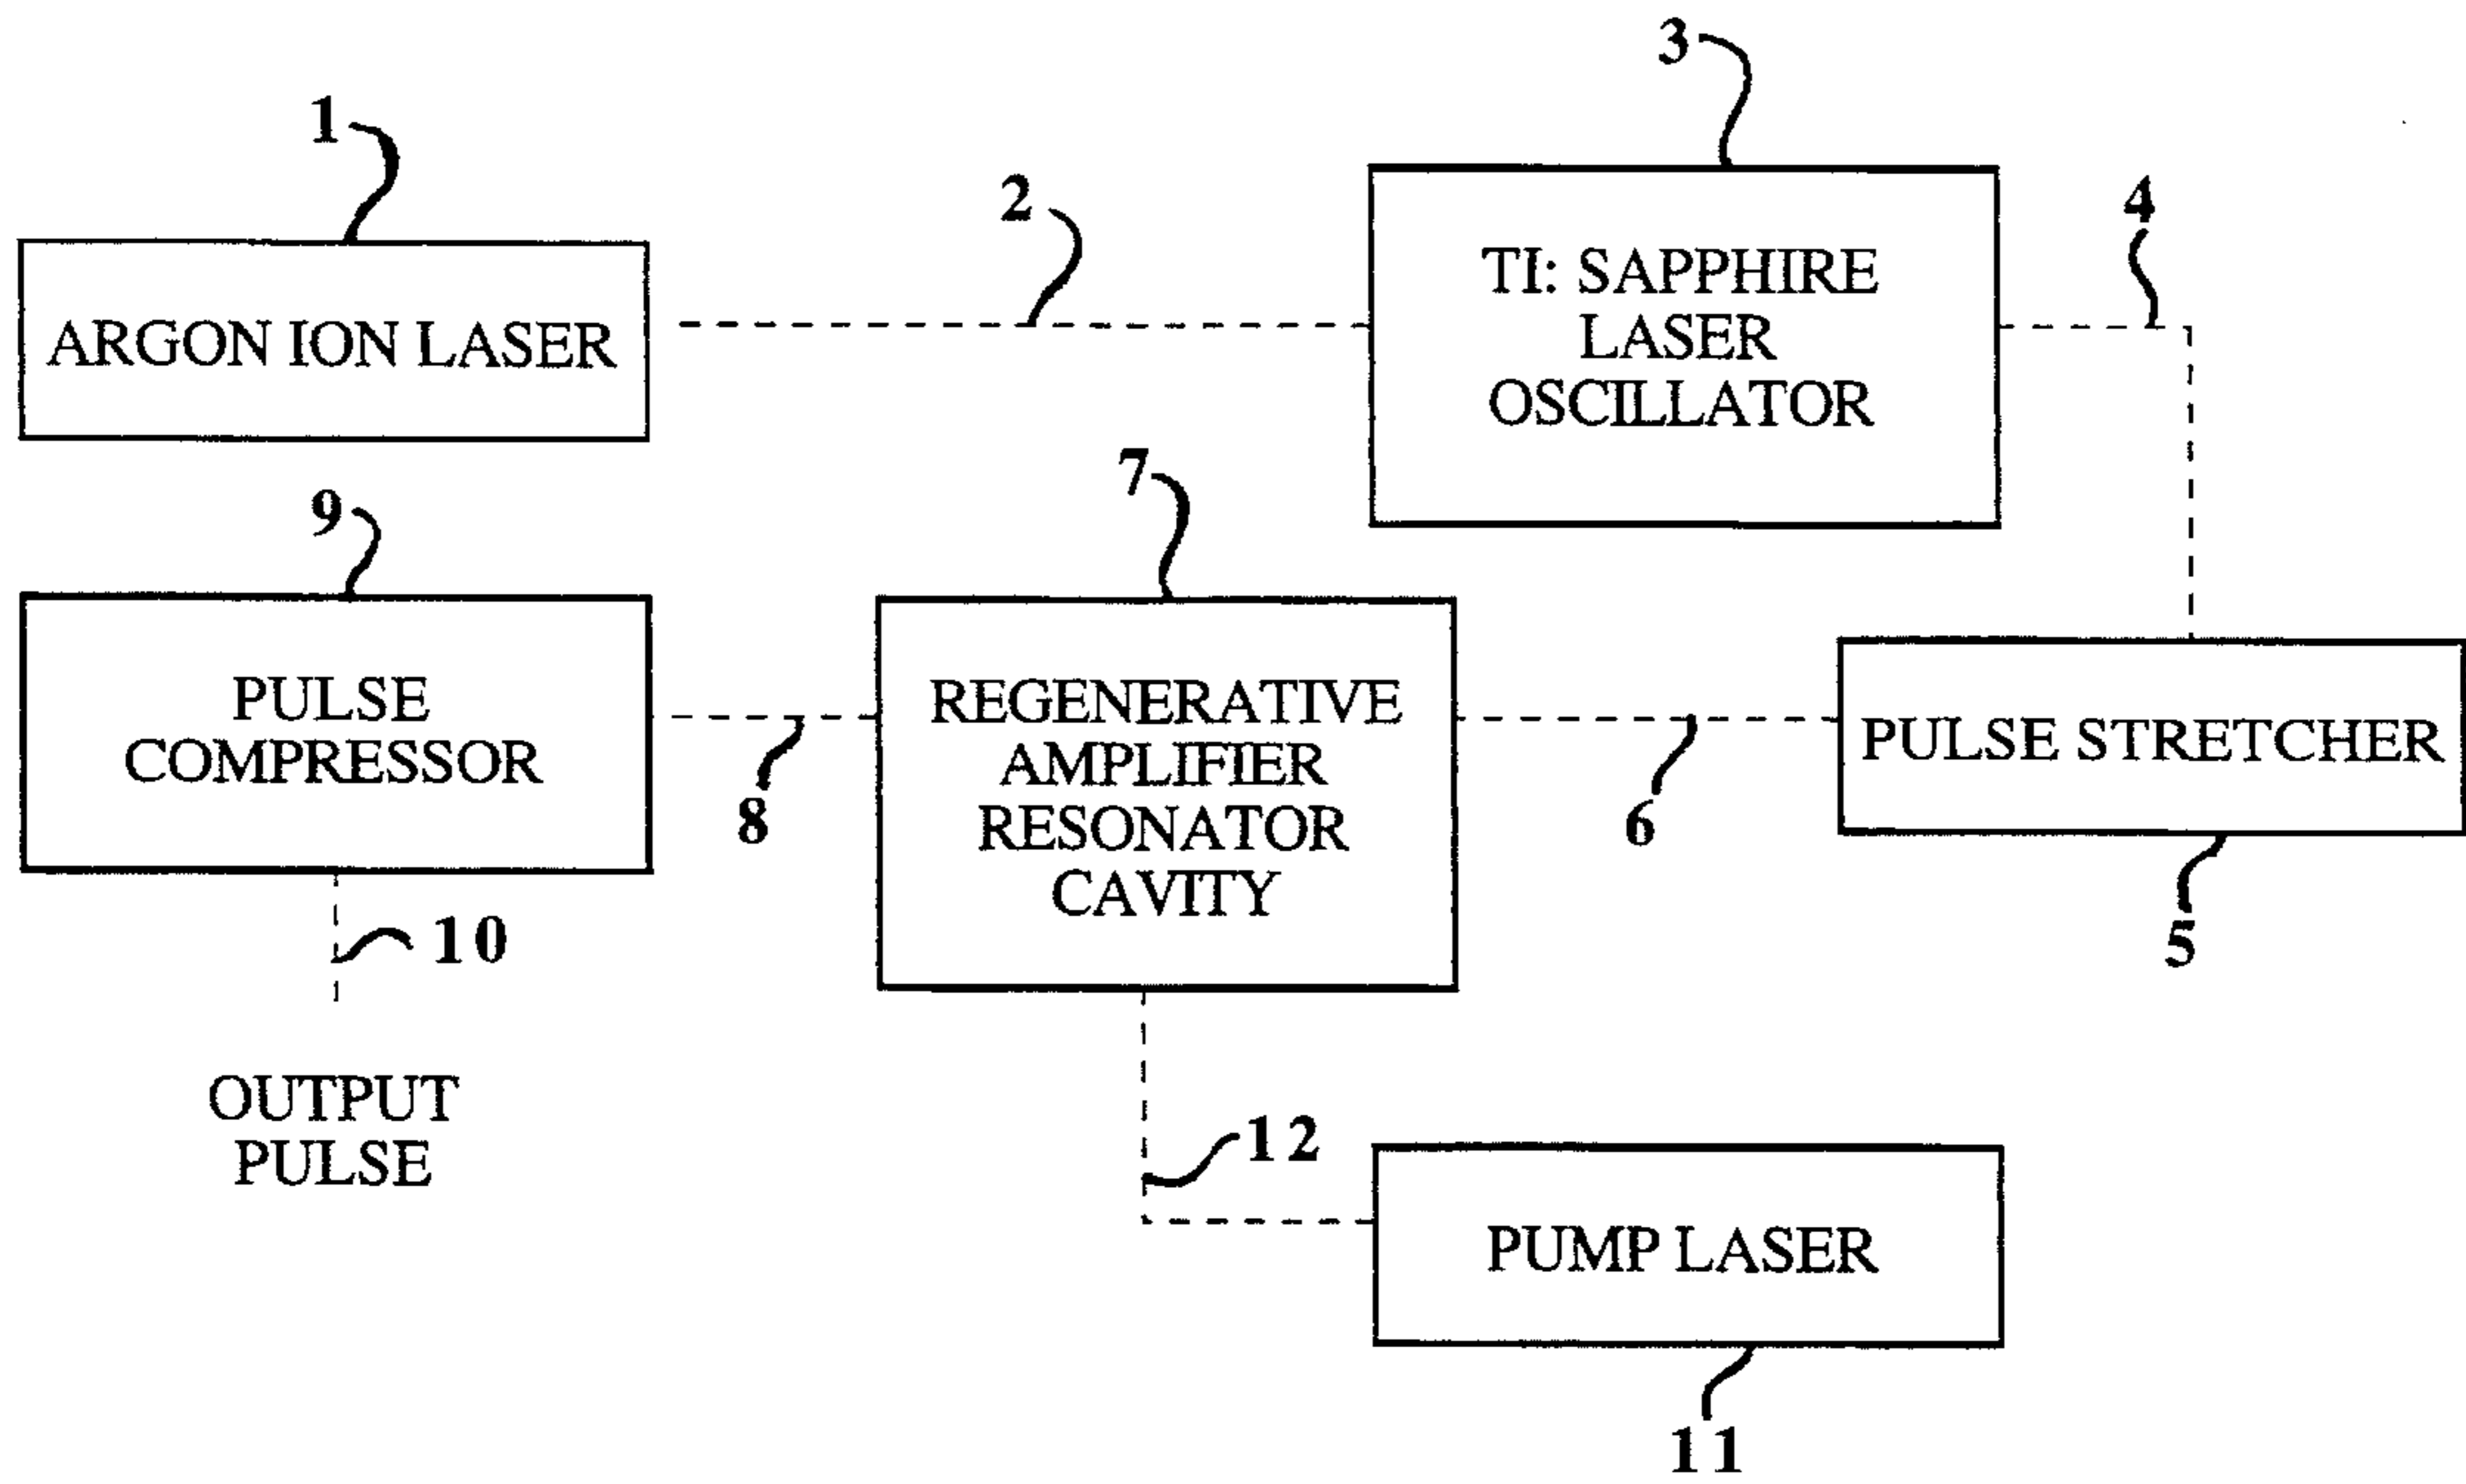 3
1
2
4
ARGON ION LASER
TI: SAPPHIRE
LASER
OSCILLATOR
9
7
PULSE
COMPRESSOR
REGENERATIVE
AMPLIFIER
RESONATOR
CAVITY
PULSE STRETCHER
8
6
5
10
OUTPUT
PULSE
12
PUMP LASER
11